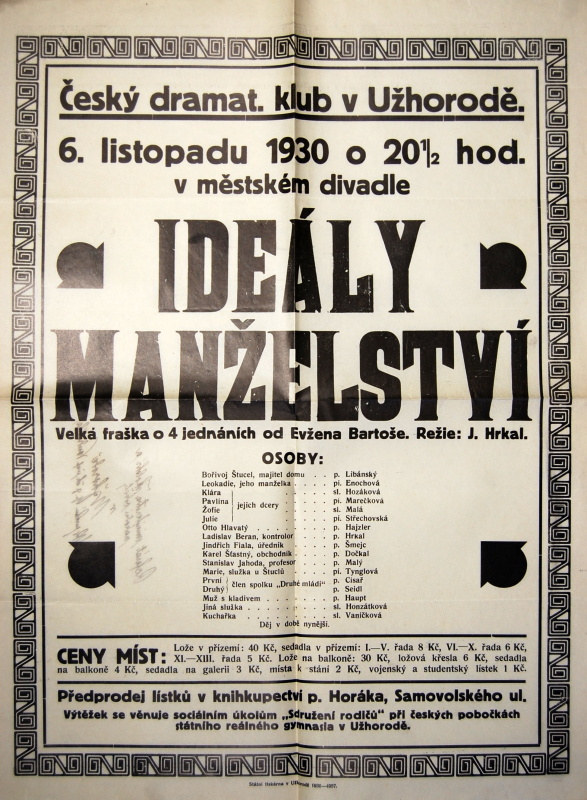 Český dramat. klub v Užhorodě.
6. listopadu 1930 o 20½ hod.
v městském divadle
IDEÁLY
MANŽELSTVÍ
Velká fraška o 4 jednáních od Evžena Bartoše. Režie: J. Hrkal.
OSOBY:
Bořivoj Štucel, majitel domu . . . p. Líbánský
Leokadie, jeho manželka . . . . pí. Enochová
Klára . . . . sl. Hozáková
Pavlina . . . . pí. Marečková
jejich dcery
Žofie . . . . sl. Malá
Julie . . . . pí. Střechovská
Otto Hlavatý . . . . . . . p. Hajzler
Ladislav Beran, kontrolor . . . . p. Hrkal
Jindřich Fiala, úředník . . . . . p. Šmejc
Karel Šťastný, obchodník . . . . p. Dočkal
Stanislav Jahoda, profesor . . . . p. Malý
Marie, služka u Štuclů . . . . . pí. Tynglová
První p. Císař
člen spolku „Druhé mládí“
Druhý p. Seidl
Muž s kladivem . . . . . . . p. Haupt
Jiná služka . . . . . . . . sl. Honzátková
Kuchařka . . . . . . . . . sl. Vaníčková
Děj v době nynější.
CENY MÍST: Lože v přízemí: 40 Kč, sedadla v přízemí: I.—V. řada 8 Kč, VI.—X. řada 6 Kč,
XI.—XIII. řada 5 Kč. Lože na balkoně: 30 Kč, ložová křesla 6 Kč, sedadla
na balkoně 4 Kč, sedadla na galerii 3 Kč, místa k stání 2 Kč, vojenský a studentský lístek 1 Kč.
Předprodej lístků v knihkupectví p. Horáka, Samovolského ul.
Výtěžek se věnuje sociálním úkolům „Sdružení rodičů“ při českých pobočkách
státního reálného gymnasia v Užhorodě.
Státní tiskárna v Užhorodě